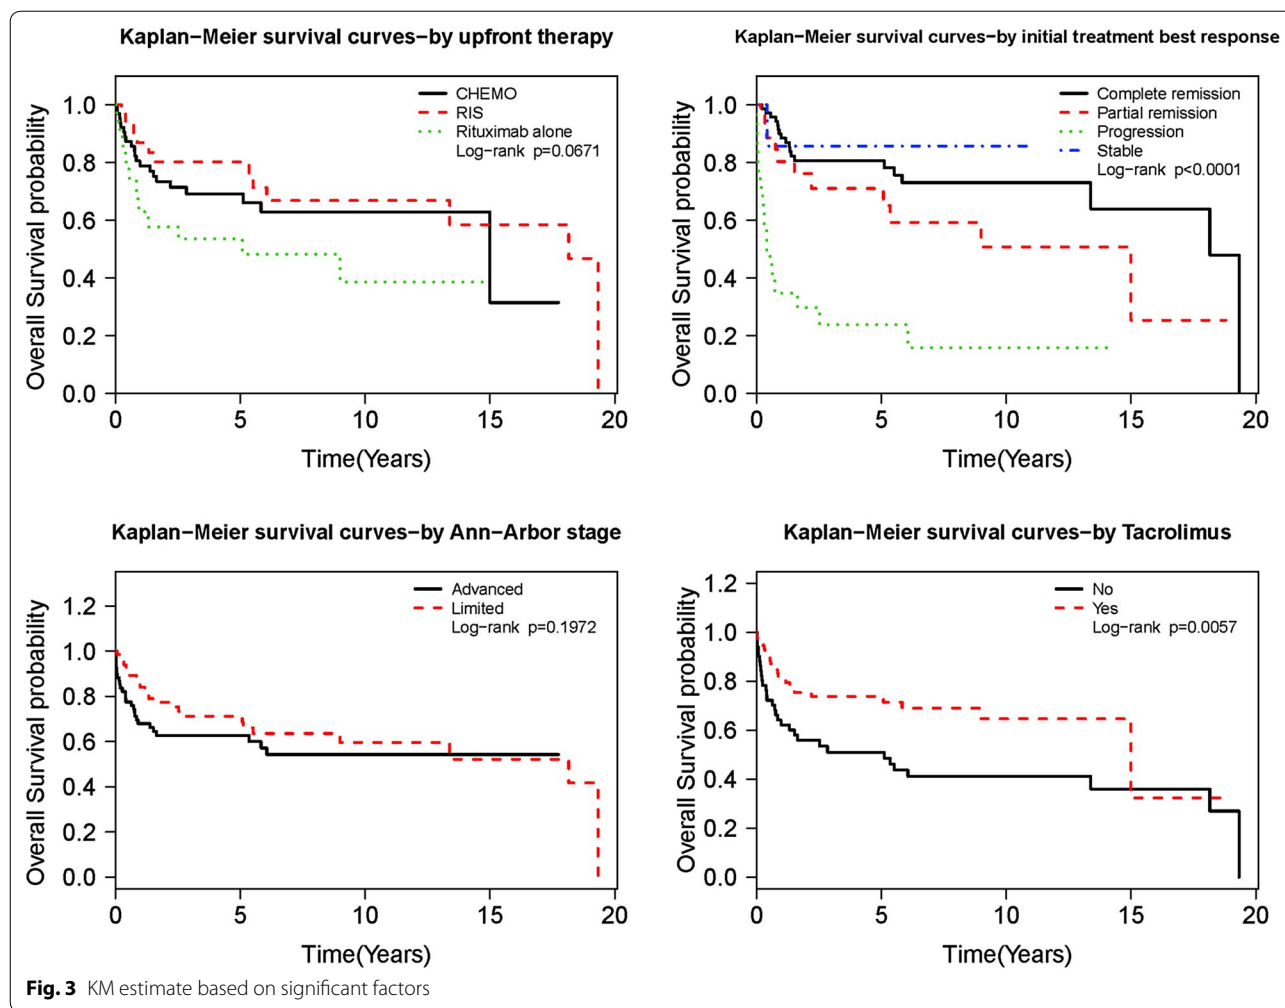 Kaplan−Meier survival curves−by upfront therapy
Overall Survival probability
1.0
0.8
0.6
0.4
0.2
0.0
CHEMO
RIS
Rituximab alone
Log−rank p=0.0671
0 5 10 15 20
Time(Years)
Kaplan−Meier survival curves−by initial treatment best response
Overall Survival probability
1.0
0.8
0.6
0.4
0.2
0.0
Complete remission
Partial remission
Progression
Stable
Log−rank p<0.0001
0 5 10 15 20
Time(Years)
Kaplan−Meier survival curves−by Ann−Arbor stage
Overall Survival probability
1.2
1.0
0.8
0.6
0.4
0.2
0.0
Advanced
Limited
Log−rank p=0.1972
0 5 10 15 20
Time(Years)
Kaplan−Meier survival curves−by Tacrolimus
Overall Survival probability
1.2
1.0
0.8
0.6
0.4
0.2
0.0
No
Yes
Log−rank p=0.0057
0 5 10 15 20
Time(Years)
Fig. 3 KM estimate based on significant factors